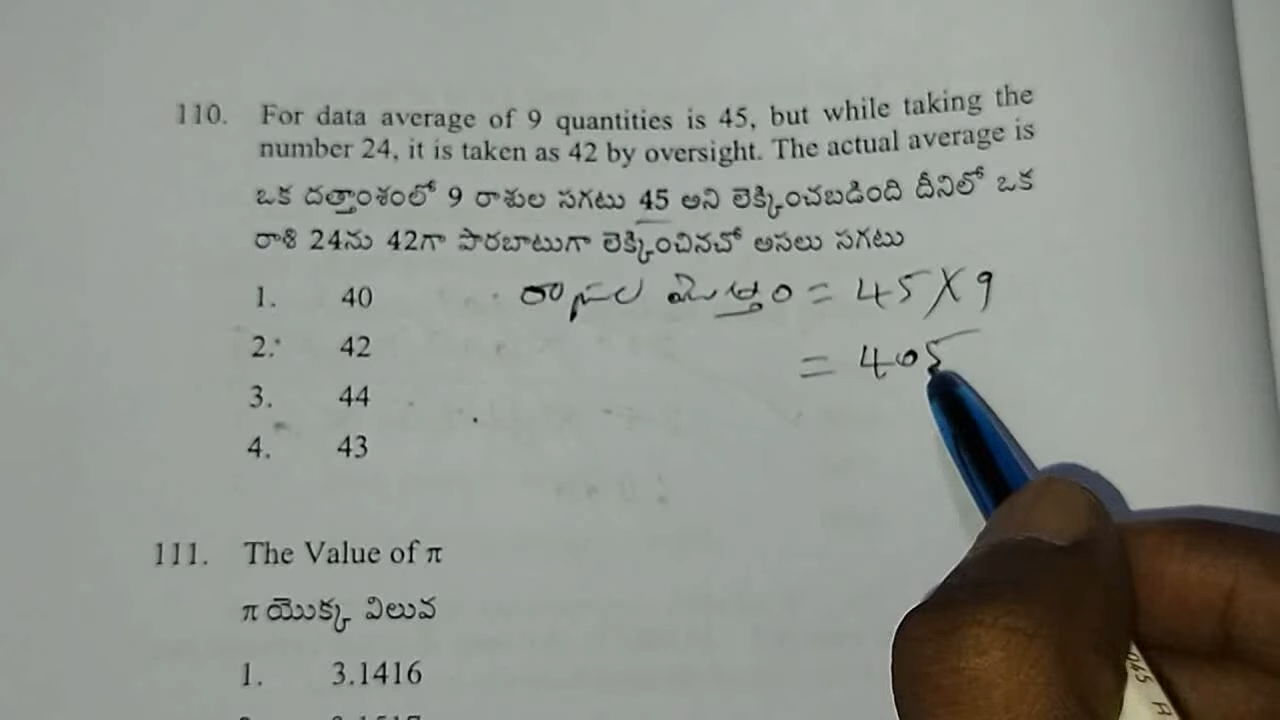 110. For data average of 9 quantities is 45, but while taking the
number 24, it is taken as 42 by oversight. The actual average is
ఒక దత్తాంశంలో 9 రాశుల సగటు 45 అని లెక్కించబడింది దీనిలో ఒక
రాశి 24ను 42గా పొరబాటుగా లెక్కించినచో అసలు సగటు
1. 40
రాశుల మొత్తం = 45 X 9
2. 42
= 405
3. 44
4. 43
111. The Value of π
π యొక్క విలువ
1. 3.1416